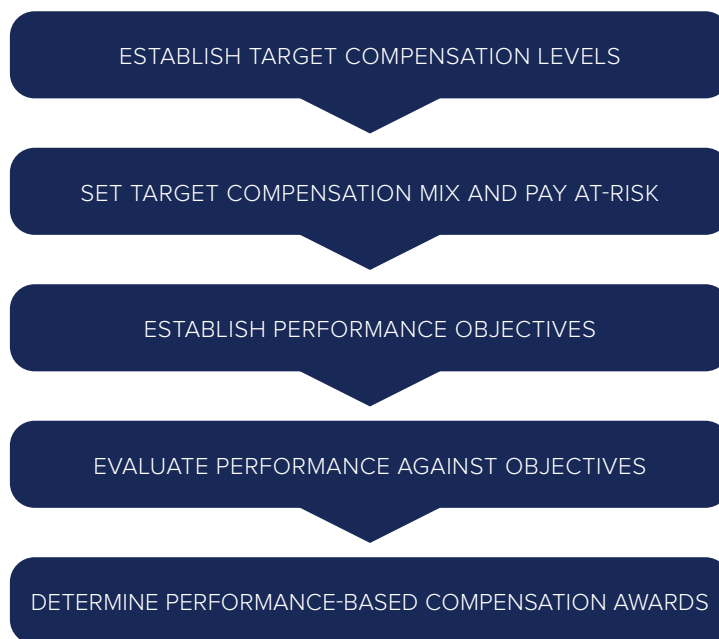 ESTABLISH TARGET COMPENSATION LEVELS
SET TARGET COMPENSATION MIX AND PAY AT-RISK
ESTABLISH PERFORMANCE OBJECTIVES
EVALUATE PERFORMANCE AGAINST OBJECTIVES
DETERMINE PERFORMANCE-BASED COMPENSATION AWARDS